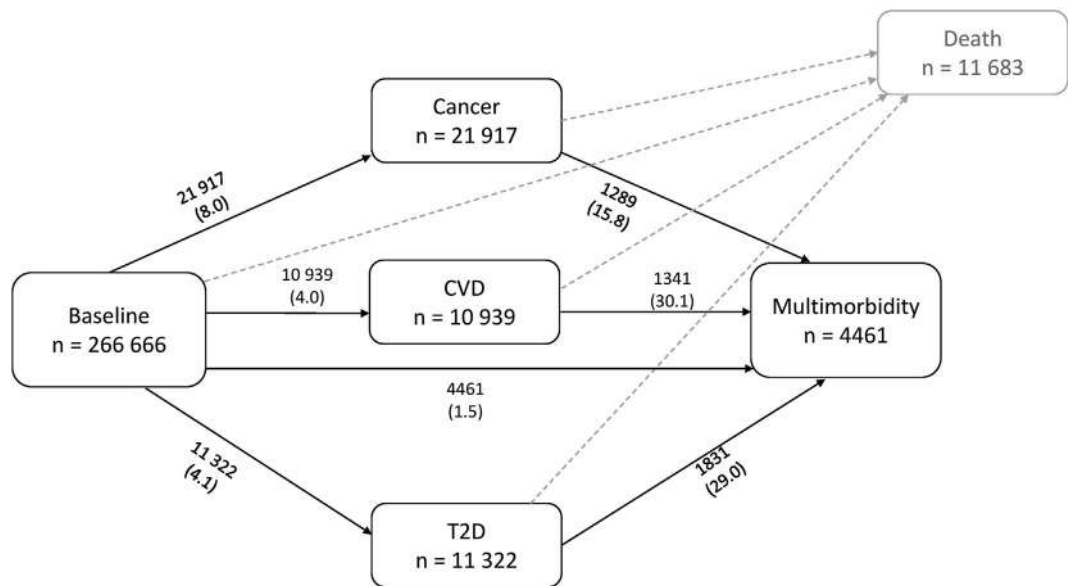 Death
n = 11 683
Cancer
n = 21 917
21 917
(8.0)
1289
(15.8)
Baseline
n = 266 666
10 939
(4.0)
CVD
n = 10 939
1341
(30.1)
Multimorbidity
n = 4461
4461
(1.5)
11 322
(4.1)
1831
(29.0)
T2D
n = 11 322